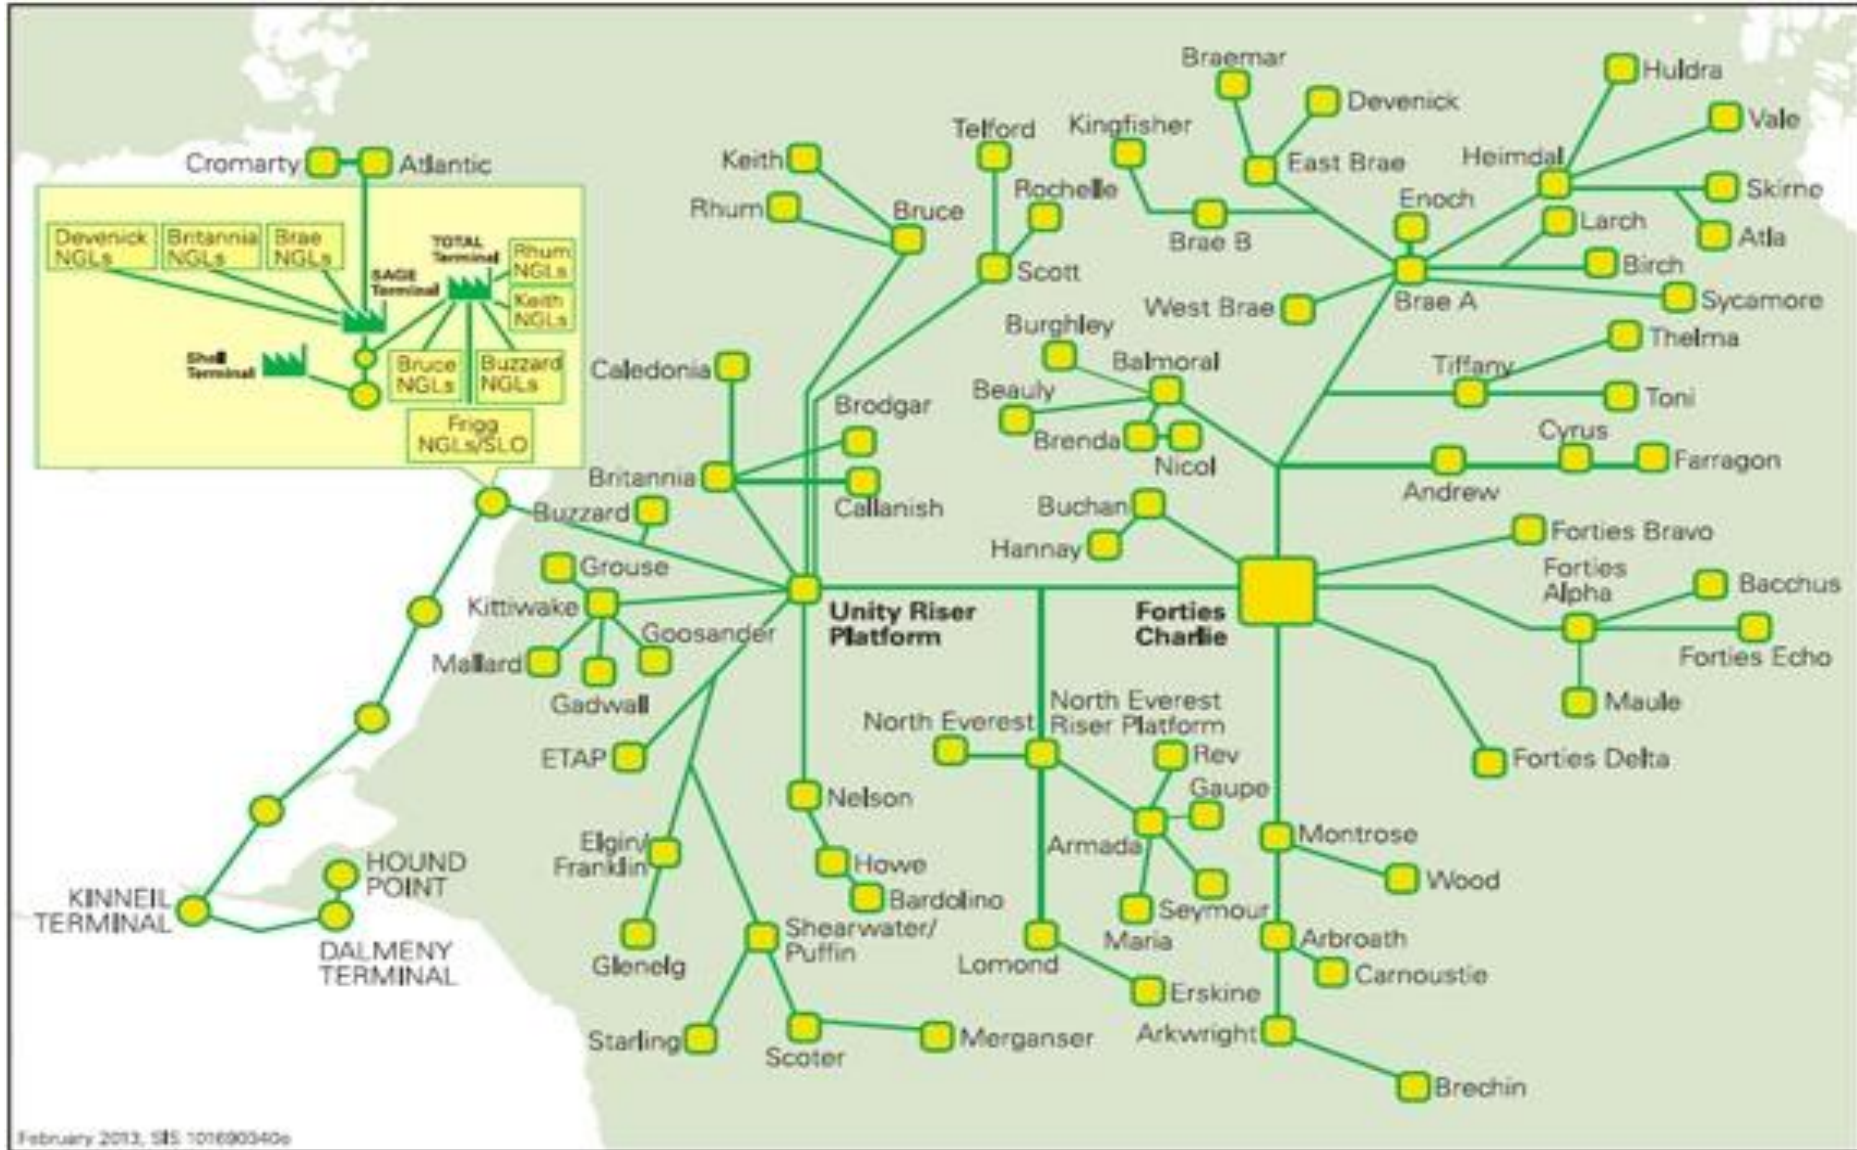 Braemar
Huldra
Devenick
Telford
Kingfisher
Vale
Cromarty
Atlantic
Keith
East Brae
Heimdal
Rochelle
Enoch
Skirne
Rhum
Bruce
Larch
Brae B
Atla
Devenick
NGLs
Britannia
NGLs
Brae
NGLs
TOTAL
Terminal
Rhum
NGLs
SAGE
Terminal
Keith
NGLs
Scott
Birch
Brae A
West Brae
Sycamore
Burghley
Thelma
Shell
Terminal
Bruce
NGLs
Buzzard
NGLs
Caledonia
Balmoral
Tiffany
Beauly
Toni
Brodgar
Frigg
NGLs/SLO
Brenda
Cyrus
Nicol
Farragon
Britannia
Andrew
Callanish
Buchan
Buzzard
Forties Bravo
Hannay
Grouse
Forties
Alpha
Bacchus
Kittiwake
Unity Riser
Platform
Forties
Charlie
Goosander
Mallard
Forties Echo
Gadwall
Maule
North Everest
North Everest
Riser Platform
Rev
ETAP
Forties Delta
Gaupe
Nelson
Elgin/
Franklin
Armada
Montrose
HOUND
POINT
Howe
Wood
KINNEIL
TERMINAL
Bardolino
Seymour
Shearwater/
Puffin
Maria
Arbroath
DALMENY
TERMINAL
Glenelg
Lomond
Carnoustie
Erskine
Starling
Scoter
Merganser
Arkwright
Brechin
February 2013, SIS